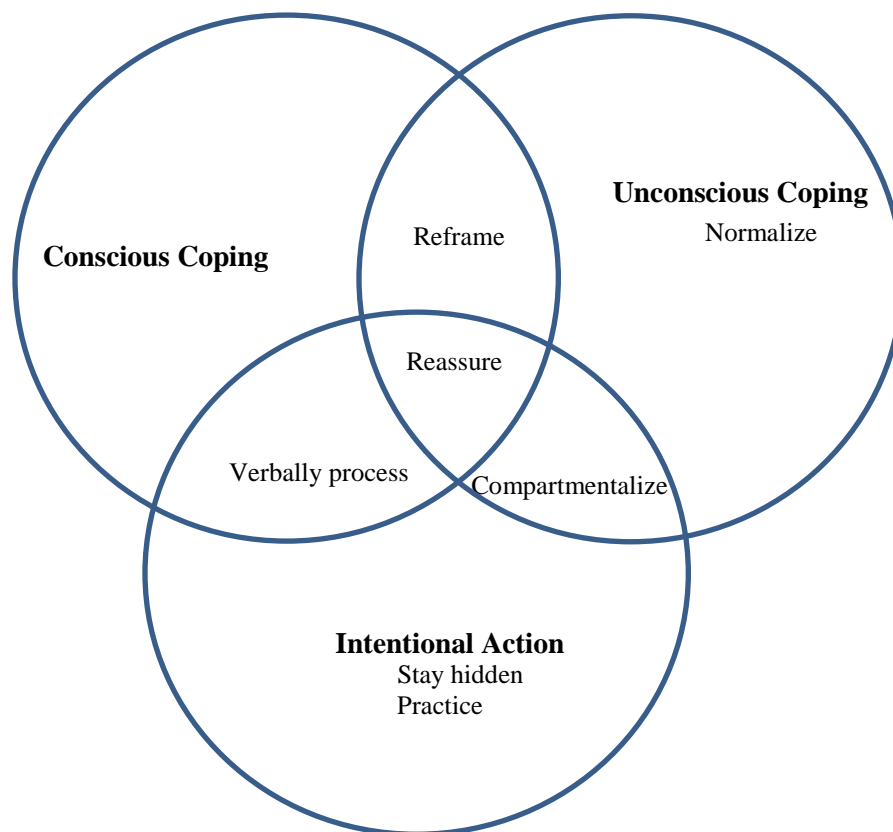 Unconscious Coping
Normalize
Reframe
Conscious Coping
Reassure
Verbally process
Compartmentalize
Intentional Action
Stay hidden
Practice